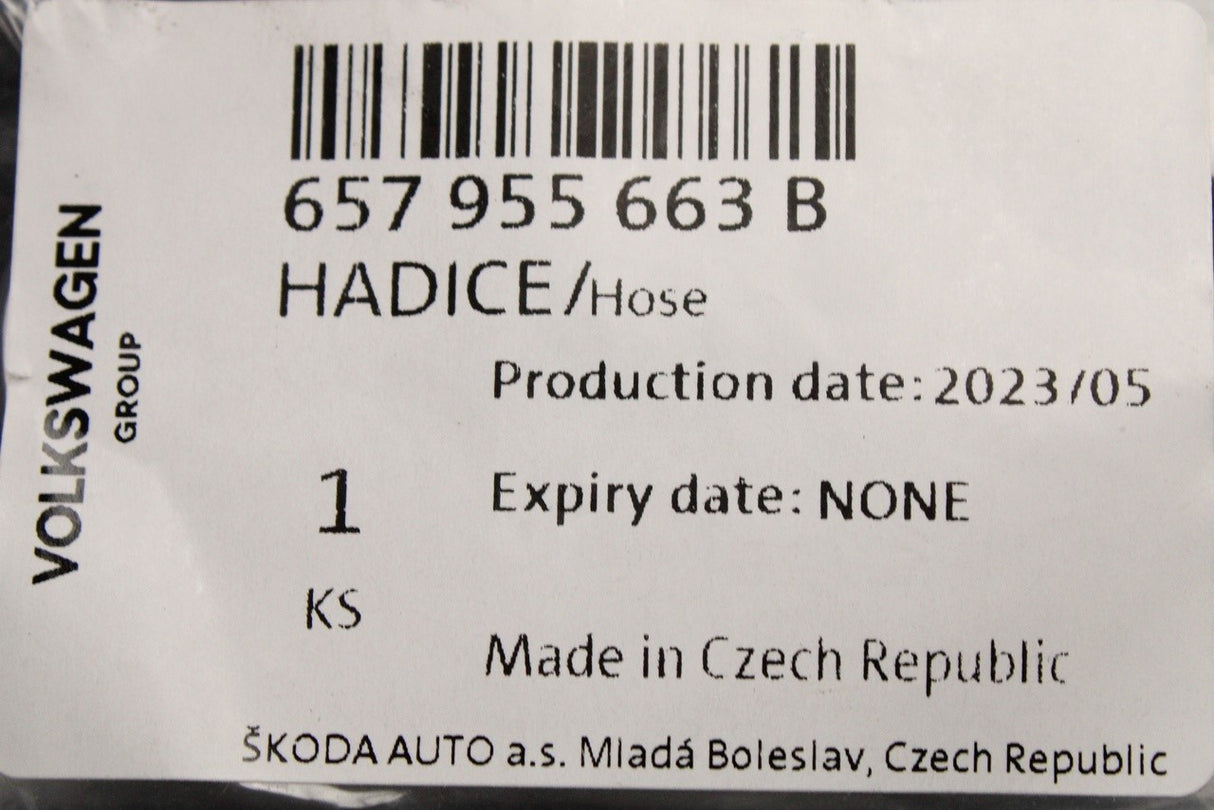 VOLKSWAGEN
GROUP
657 955 663 B
HADICE/Hose
Production date: 2023/05
1
Expiry date: NONE
KS
Made in Czech Republic
ŠKODA AUTO a.s. Mladá Boleslav, Czech Republic